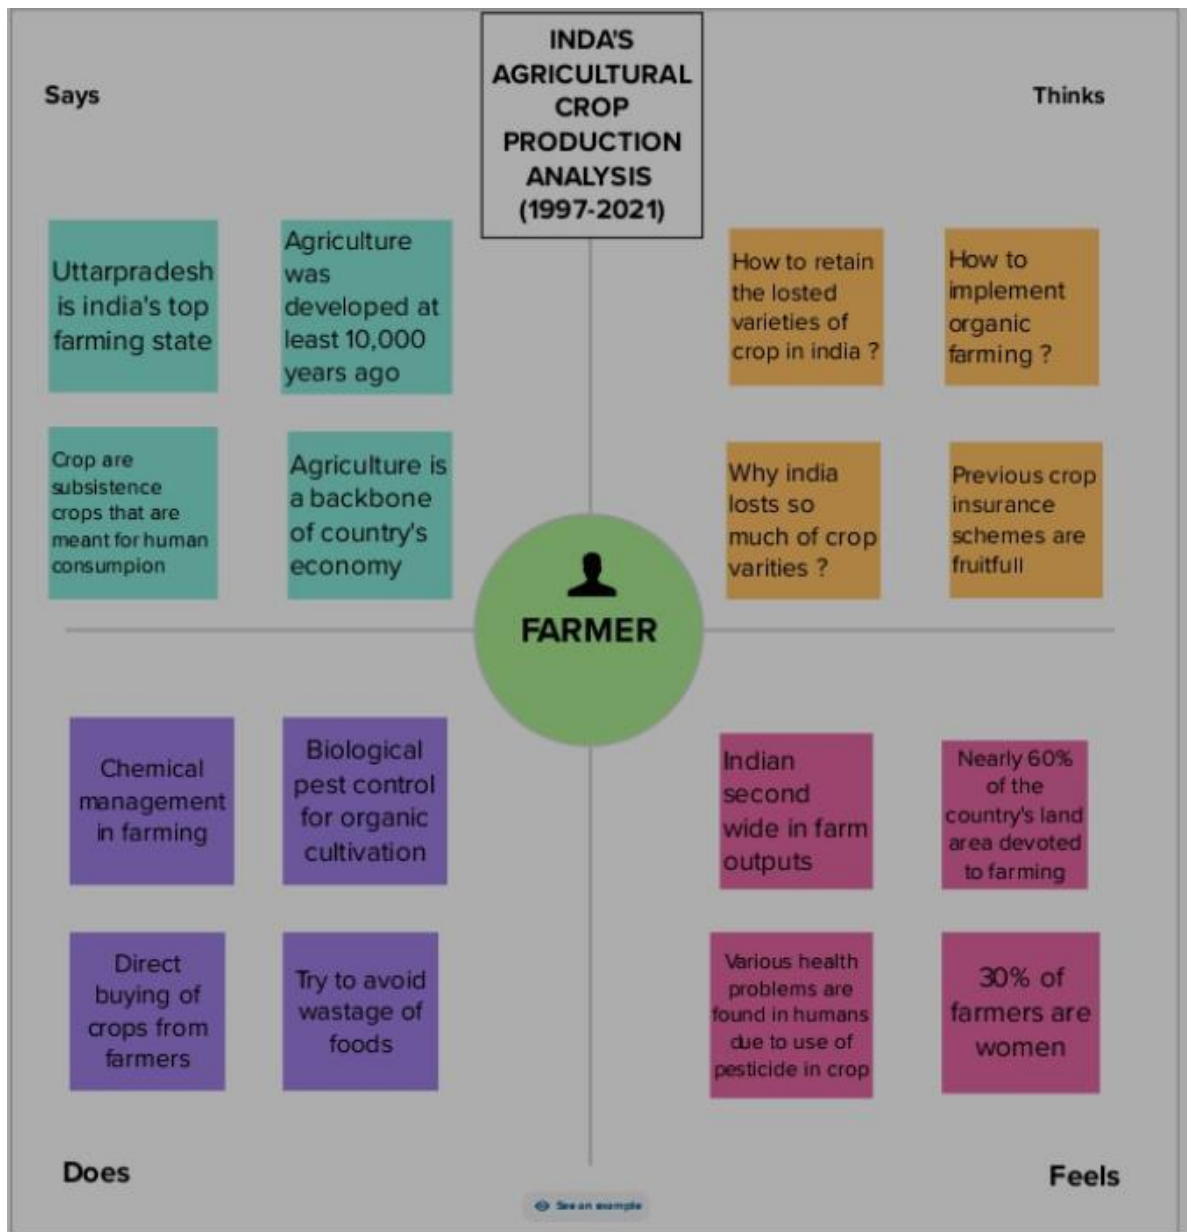 INDA'S
AGRICULTURAL
CROP
PRODUCTION
ANALYSIS
(1997-2021)
Says
Thinks
Uttarpradesh
is india's top
farming state
Agriculture
was
developed at
least 10,000
years ago
How to retain
the losted
varieties of
crop in india ?
How to
implement
organic
farming ?
Crop are
subsistence
crops that are
meant for human
consumpion
Agriculture is
a backbone
of country's
economy
Why india
losts so
much of crop
varities ?
Previous crop
insurance
schemes are
fruitfull
FARMER
Chemical
management
in farming
Biological
pest control
for organic
cultivation
Indian
second
wide in farm
outputs
Nearly 60%
of the
country's land
area devoted
to farming
Direct
buying of
crops from
farmers
Try to avoid
wastage of
foods
Various health
problems are
found in humans
due to use of
pesticide in crop
30% of
farmers are
women
Does
Feels
See an example